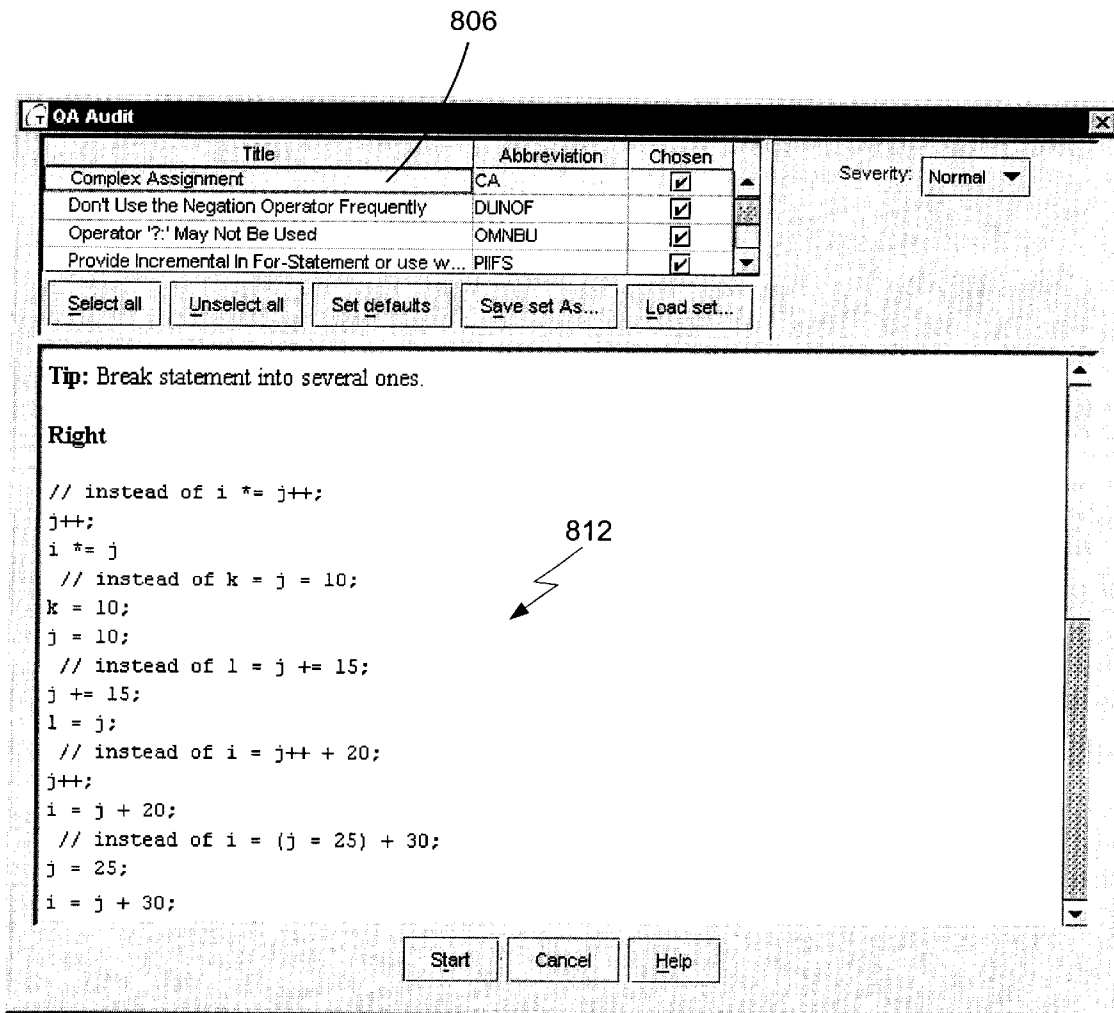 806
QA Audit
Title Abbreviation Chosen
Complex Assignment CA
Don't Use the Negation Operator Frequently DUNOF
Operator '?:' May Not Be Used OMNBU
Provide Incremental In For-Statement or use w... PIIFS
Severity: Normal
Select all Unselect all Set defaults Save set As... Load set...
Tip: Break statement into several ones.
Right
// instead of i *= j++;
j++;
i *= j
// instead of k = j = 10;
k = 10;
j = 10;
// instead of l = j += 15;
j += 15;
l = j;
// instead of i = j++ + 20;
j++;
i = j + 20;
// instead of i = (j = 25) + 30;
j = 25;
i = j + 30;
812
Start Cancel Help